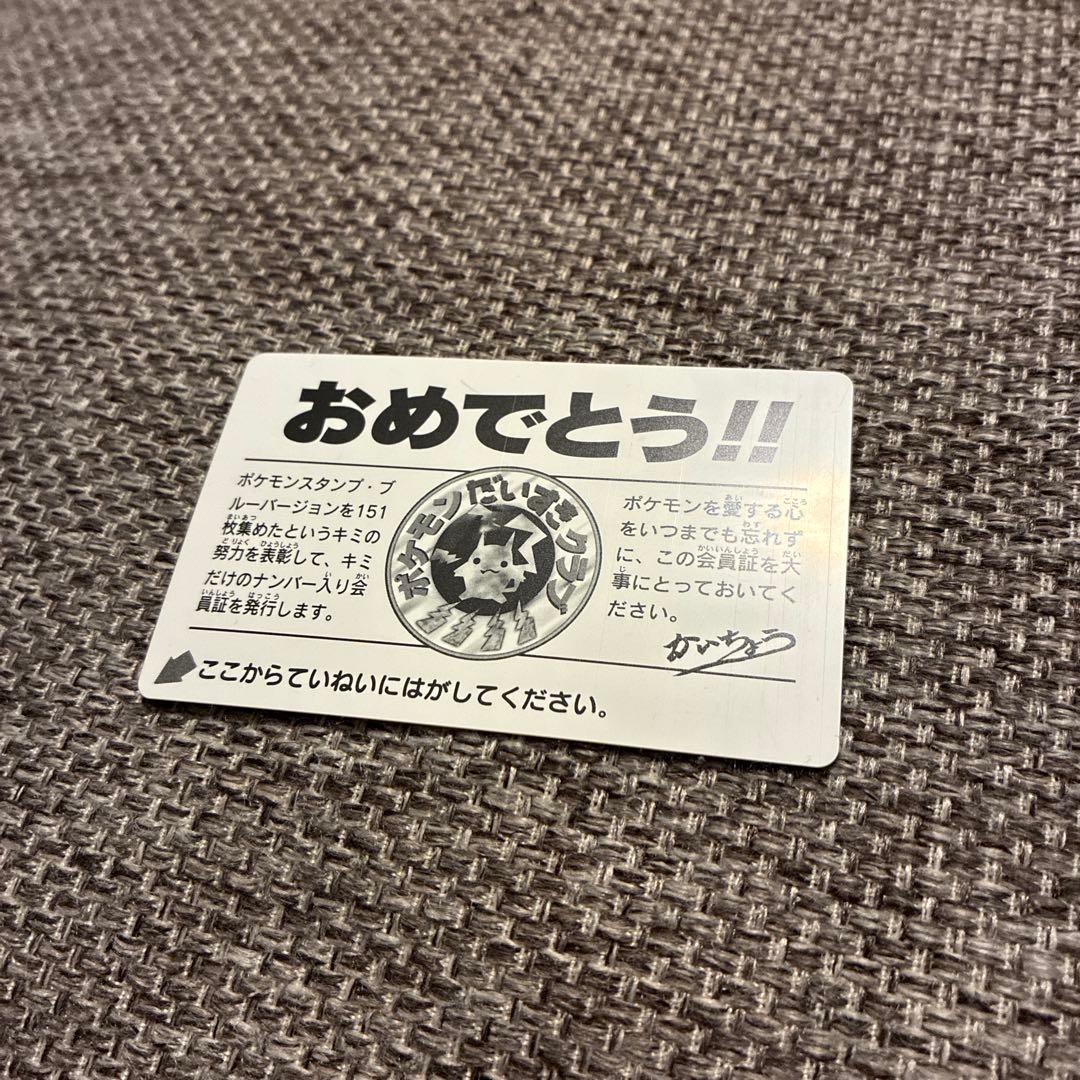 おめでとう!!
ポケモンスタンプ・ブ
ルーバージョンを151
枚集めたというキミの
努力を表彰して、キミ
だけのナンバー入り会
員証を発行します。
ポケモンだいすきクラブ
ポケモンを愛する心
をいつまでも忘れず
に、この会員証を大
事にとっておいてく
ださい。
かいちょう
ここからていねいにはがしてください。